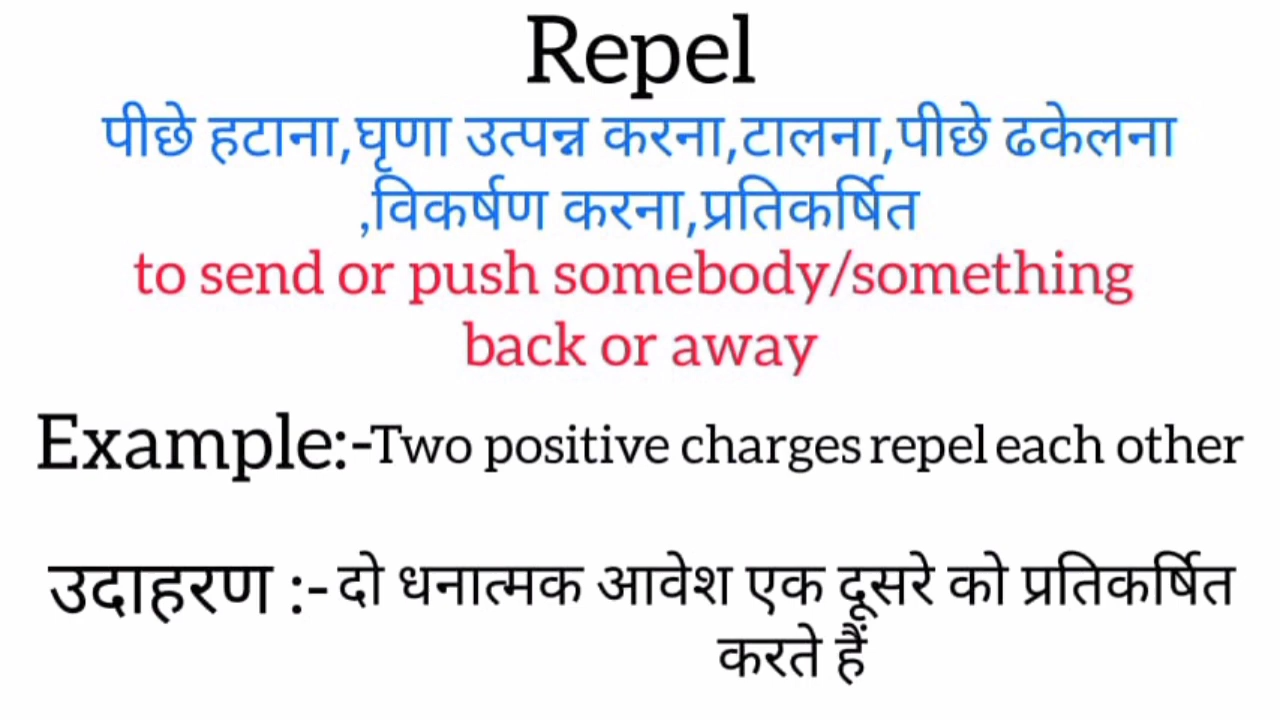 Repel
पीछे हटाना,घृणा उत्पन्न करना,टालना,पीछे ढकेलना
,विकर्षण करना,प्रतिकर्षित
to send or push somebody/something
back or away
Example:-Two positive charges repel each other
उदाहरण :- दो धनात्मक आवेश एक दूसरे को प्रतिकर्षित
करते हैं